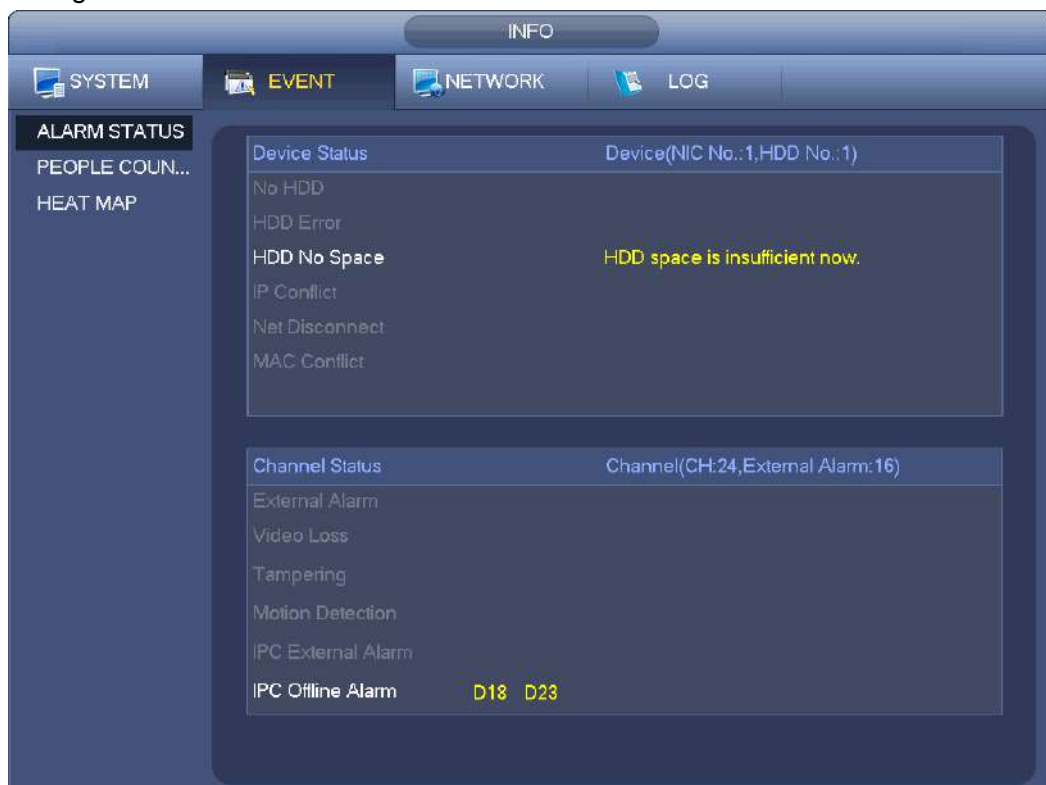 INFO
SYSTEM EVENT NETWORK LOG
ALARM STATUS
PEOPLE COUN...
HEAT MAP
Device Status Device(NIC No.:1,HDD No.:1)
No HDD
HDD Error
HDD No Space HDD space is insufficient now.
IP Conflict
Net Disconnect
MAC Conflict
Channel Status Channel(CH:24,External Alarm:16)
External Alarm
Video Loss
Tampering
Motion Detection
IPC External Alarm
IPC Offline Alarm D18 D23